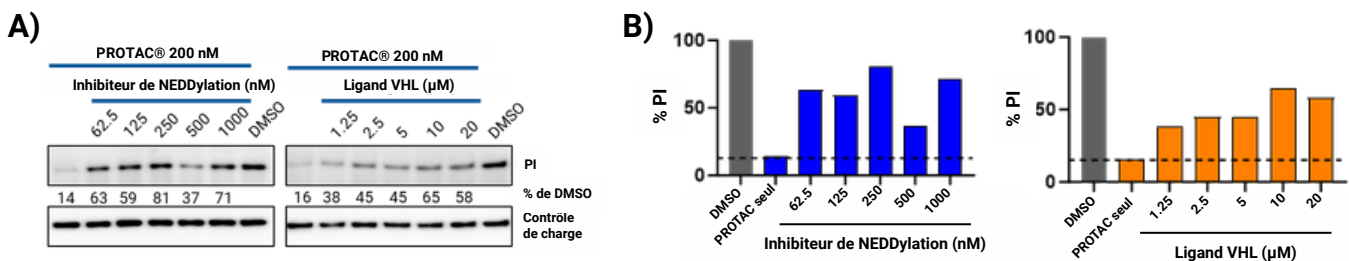 A)
PROTAC® 200 nM
Inhibiteur de NEDDylation (nM)
62.5 125 250 500 1000 DMSO
PROTAC® 200 nM
Ligand VHL (µM)
1.25 2.5 5 10 20 DMSO
PI
14 63 59 81 37 71
16 38 45 45 65 58
% de DMSO
Contrôle
de charge
B)
% PI
100
50
0
DMSO
PROTAC seul
62.5
125
250
500
1000
Inhibiteur de NEDDylation (nM)
% PI
100
50
0
DMSO
PROTAC seul
1.25
2.5
5
10
20
Ligand VHL (µM)